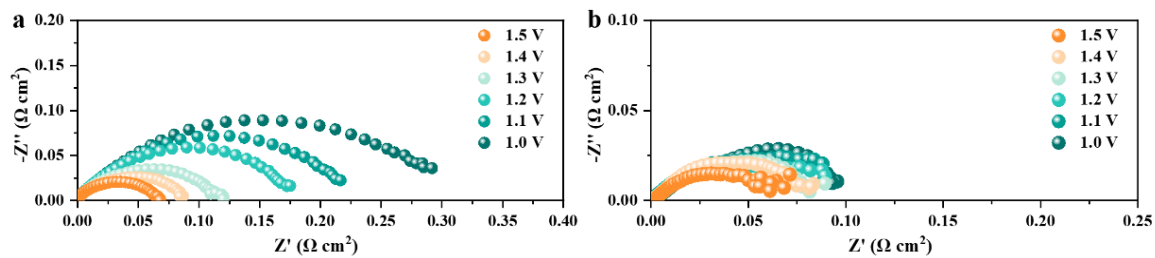 a
0.20
0.15
0.10
0.05
0.00
-Z'' (Ω cm²)
0.00 0.05 0.10 0.15 0.20 0.25 0.30 0.35 0.40
Z' (Ω cm²)
1.5 V
1.4 V
1.3 V
1.2 V
1.1 V
1.0 V
b
0.10
0.05
0.00
-Z'' (Ω cm²)
0.00 0.05 0.10 0.15 0.20 0.25
Z' (Ω cm²)
1.5 V
1.4 V
1.3 V
1.2 V
1.1 V
1.0 V